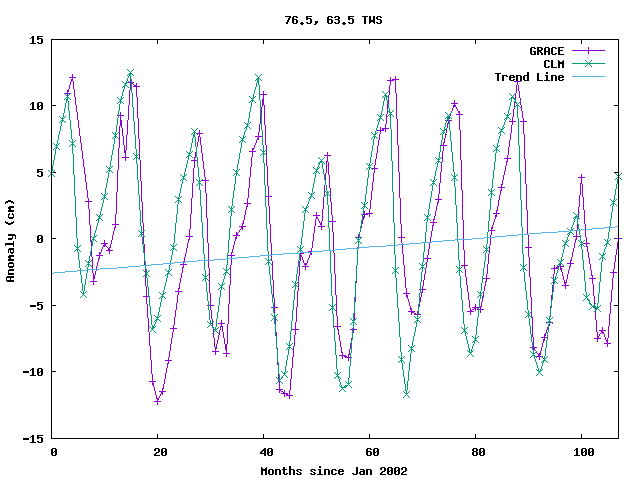 76.5, 63.5 TWS
GRACE
CLM
Trend Line
15
10
5
0
-5
-10
-15
Anomaly (cm)
0 20 40 60 80 100
Months since Jan 2002